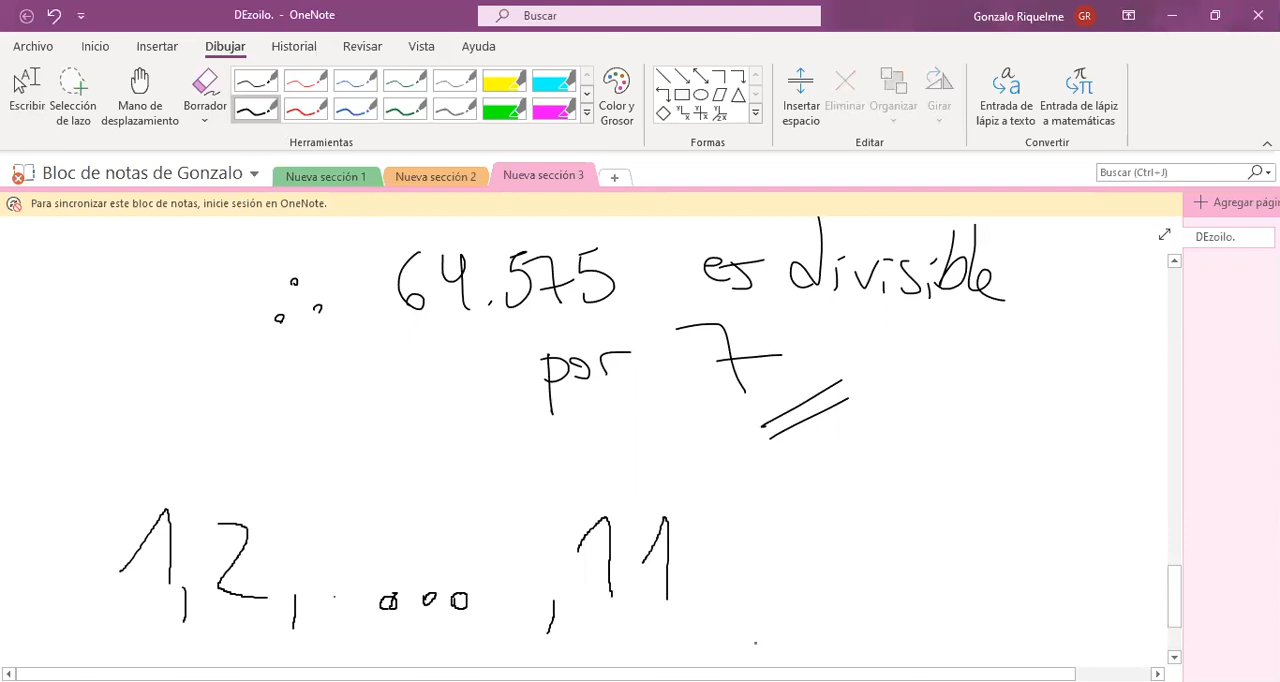 DEzoilo. - OneNote
Buscar
Gonzalo Riquelme
GR
Archivo Inicio Insertar Dibujar Historial Revisar Vista Ayuda
Escribir
Selección de lazo
Mano de desplazamiento
Borrador
Color y Grosor
Insertar espacio
Eliminar
Organizar
Girar
Entrada de lápiz a texto
Entrada de lápiz a matemáticas
Herramientas
Formas
Editar
Convertir
Bloc de notas de Gonzalo
Nueva sección 1
Nueva sección 2
Nueva sección 3
Buscar (Ctrl+J)
Para sincronizar este bloc de notas, inicie sesión en OneNote.
Agregar págin
DEzoilo.
∴ 64.575 es divisible
por 7
1, 2, ... , 11